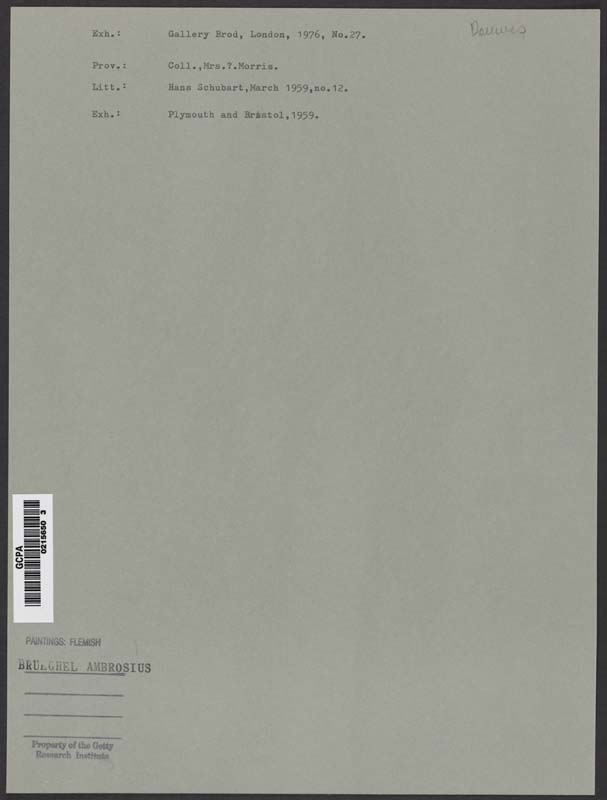 Exh.: Gallery Brod, London, 1976, No.27.
Prov.: Coll.,Mrs.?.Morris.
Litt.: Hans Schubart,March 1959,no.12.
Exh.: Plymouth and Bristol,1959.
GCPA
0215650 3
PAINTINGS: FLEMISH
BRUEGHEL AMBROSIUS
Property of the Getty
Research Institute